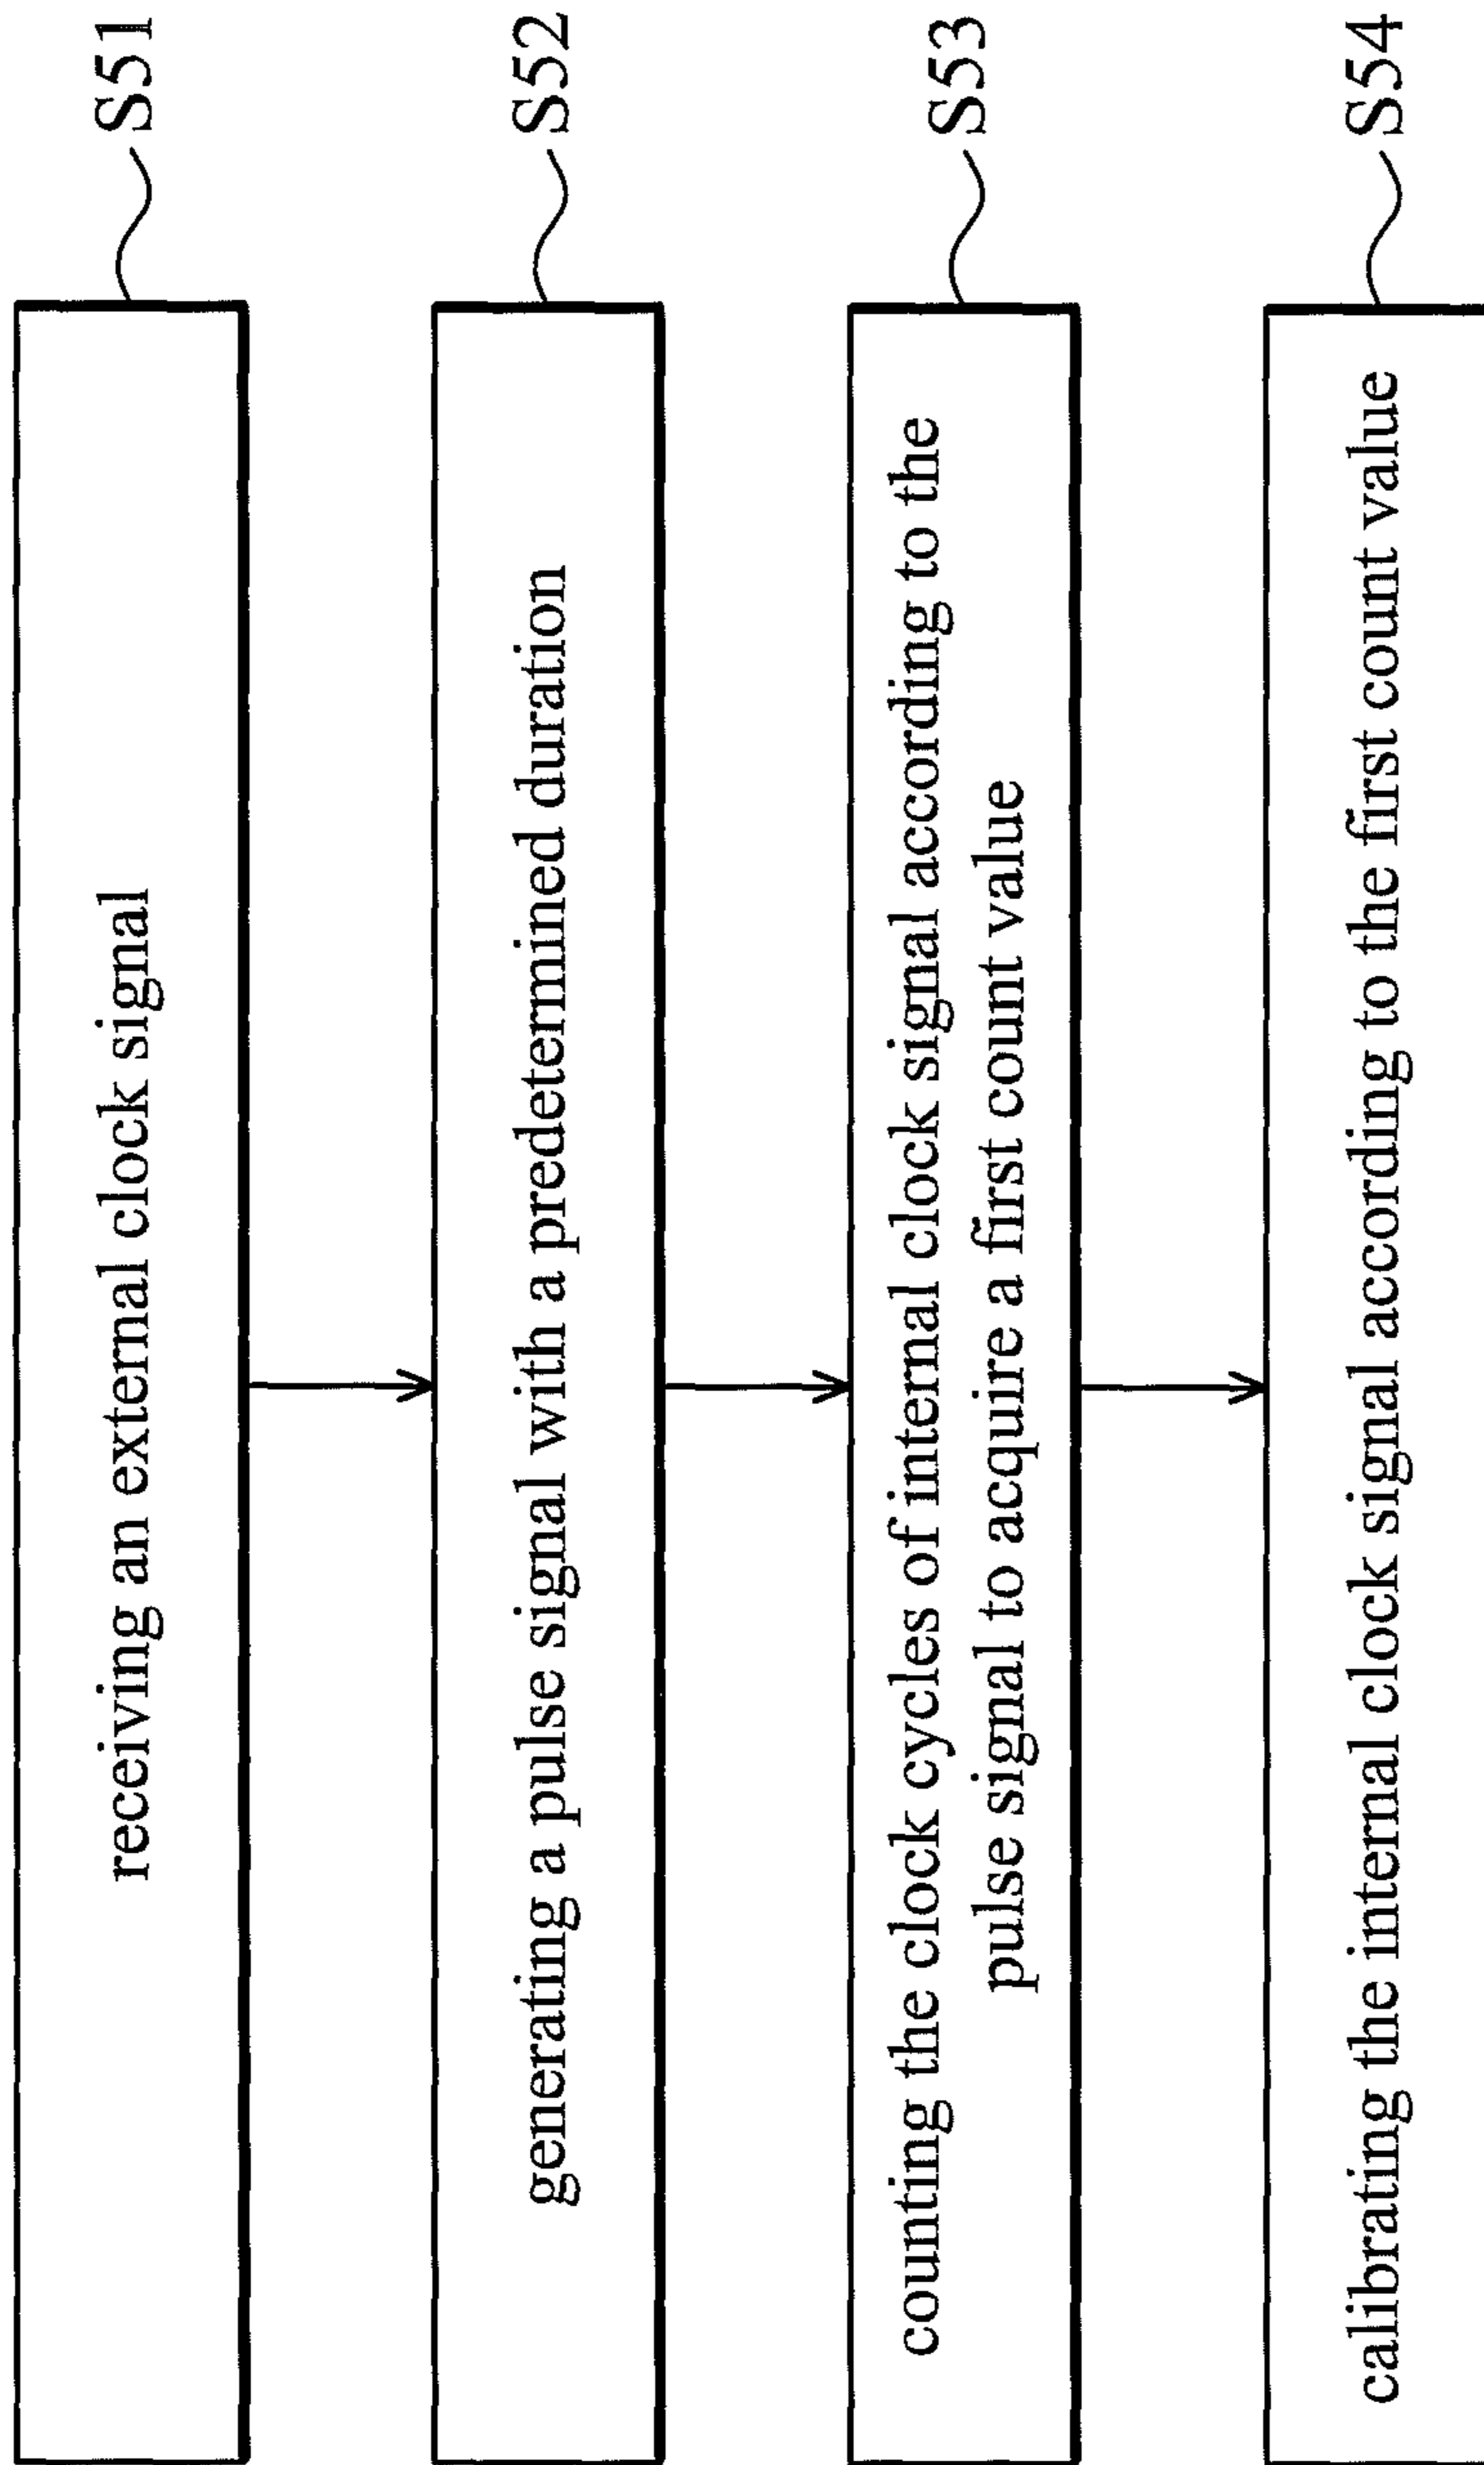 receiving an external clock signal
S51
generating a pulse signal with a predetermined duration
S52
counting the clock cycles of internal clock signal according to the
pulse signal to acquire a first count value
S53
calibrating the internal clock signal according to the first count value
S54